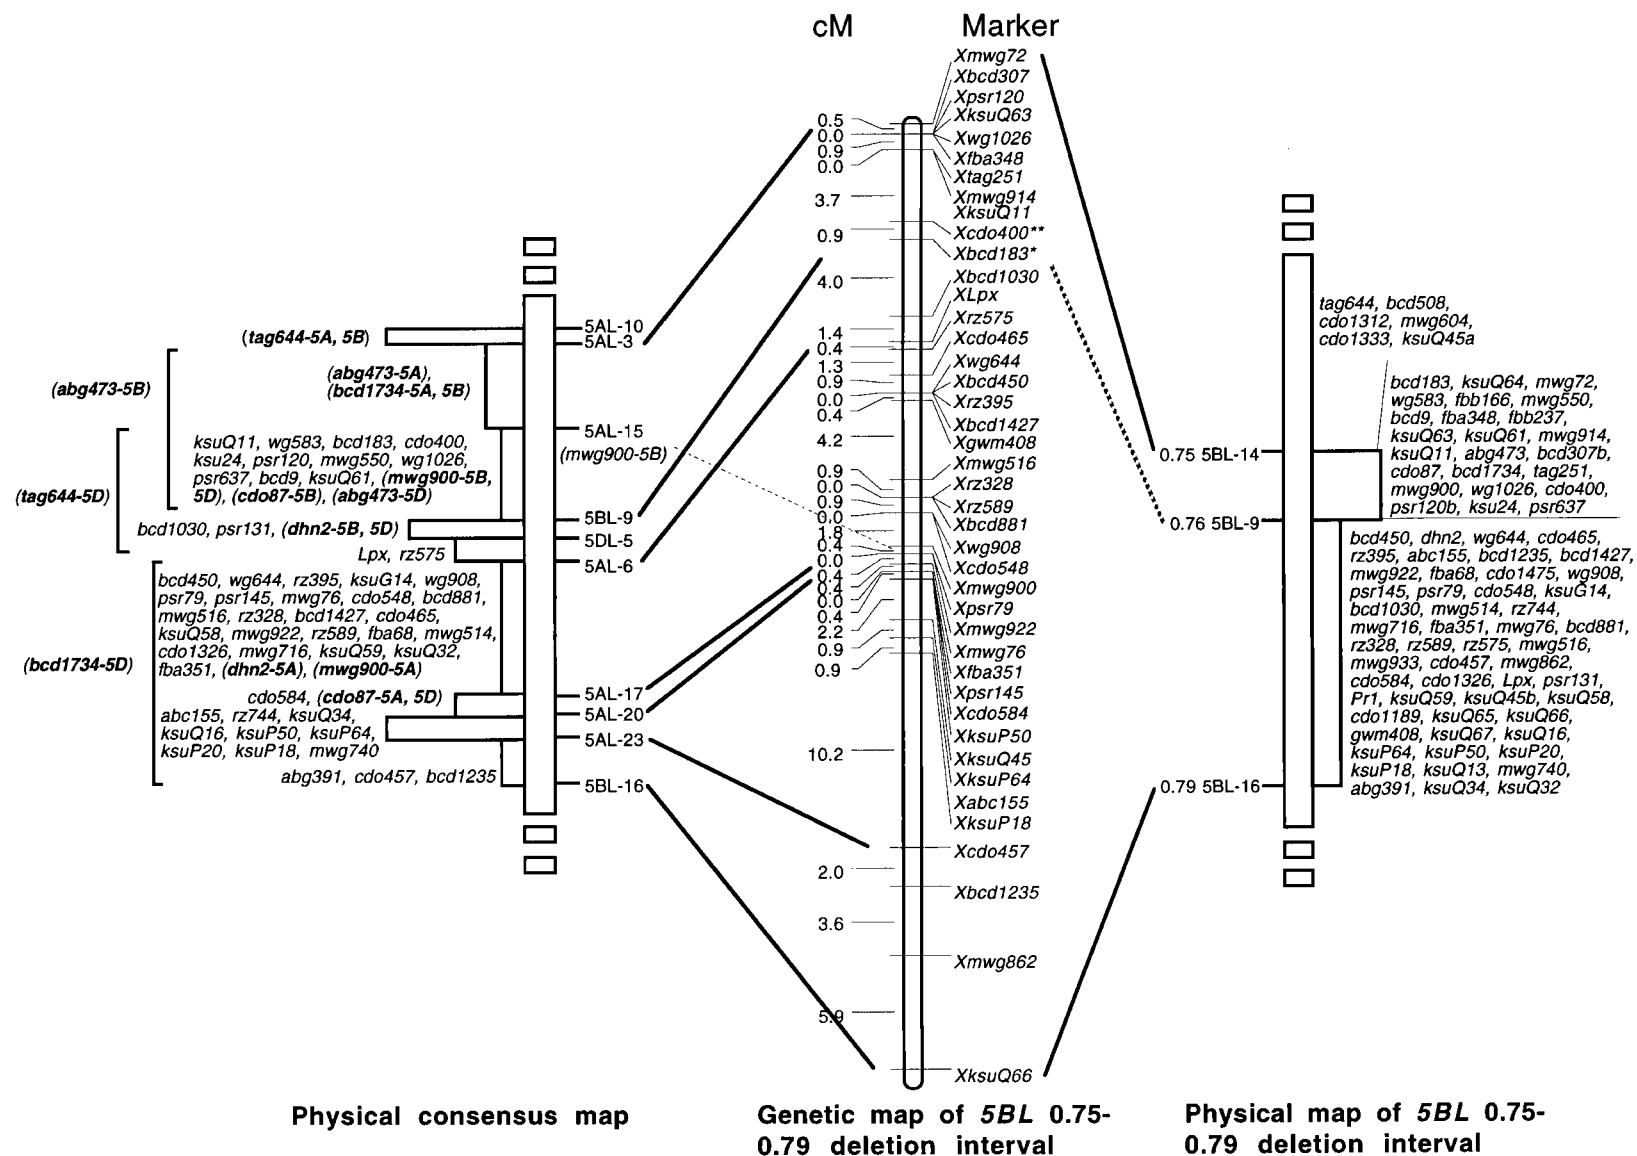 cM
Marker
Xmwg72
Xbcd307
Xpsr120
XksuQ63
Xwg1026
Xfba348
Xtag251
Xmwg914
XksuQ11
Xcdo400**
Xbcd183*
Xbcd1030
XLpx
Xrz575
Xcdo465
Xwg644
Xbcd450
Xrz395
Xbcd1427
Xgwm408
Xmwg516
Xrz328
Xrz589
Xbcd881
Xwg908
Xcdo548
Xmwg900
Xpsr79
Xmwg922
Xmwg76
Xfba351
Xpsr145
Xcdo584
XksuP50
XksuQ45
XksuP64
Xabc155
XksuP18
Xcdo457
Xbcd1235
Xmwg862
XksuQ66
0.5
0.0
0.9
0.0
3.7
0.9
4.0
1.4
0.4
1.3
0.9
0.0
0.4
4.2
0.9
0.0
0.9
0.0
1.8
0.4
0.0
0.4
0.4
0.0
0.4
2.2
0.9
0.9
10.2
2.0
3.6
5.9
5AL-10
5AL-3
5AL-15
(mwg900-5B)
5BL-9
5DL-5
5AL-6
5AL-17
5AL-20
5AL-23
5BL-16
(tag644-5A, 5B)
(abg473-5B)
(abg473-5A),
(bcd1734-5A, 5B)
(tag644-5D)
ksuQ11, wg583, bcd183, cdo400,
ksu24, psr120, mwg550, wg1026,
psr637, bcd9, ksuQ61, (mwg900-5B,
5D), (cdo87-5B), (abg473-5D)
bcd1030, psr131, (dhn2-5B, 5D)
Lpx, rz575
(bcd1734-5D)
bcd450, wg644, rz395, ksuG14, wg908,
psr79, psr145, mwg76, cdo548, bcd881,
mwg516, rz328, bcd1427, cdo465,
ksuQ58, mwg922, rz589, fba68, mwg514,
cdo1326, mwg716, ksuQ59, ksuQ32,
fba351, (dhn2-5A), (mwg900-5A)
cdo584, (cdo87-5A, 5D)
abc155, rz744, ksuQ34,
ksuQ16, ksuP50, ksuP64,
ksuP20, ksuP18, mwg740
abg391, cdo457, bcd1235
tag644, bcd508,
cdo1312, mwg604,
cdo1333, ksuQ45a
bcd183, ksuQ64, mwg72,
wg583, fbb166, mwg550,
bcd9, fba348, fbb237,
ksuQ63, ksuQ61, mwg914,
ksuQ11, abg473, bcd307b,
cdo87, bcd1734, tag251,
mwg900, wg1026, cdo400,
psr120b, ksu24, psr637
0.75 5BL-14
0.76 5BL-9
0.79 5BL-16
bcd450, dhn2, wg644, cdo465,
rz395, abc155, bcd1235, bcd1427,
mwg922, fba68, cdo1475, wg908,
psr145, psr79, cdo548, ksuG14,
bcd1030, mwg514, rz744,
mwg716, fba351, mwg76, bcd881,
rz328, rz589, rz575, mwg516,
mwg933, cdo457, mwg862,
cdo584, cdo1326, Lpx, psr131,
Pr1, ksuQ59, ksuQ45b, ksuQ58,
cdo1189, ksuQ65, ksuQ66,
gwm408, ksuQ67, ksuQ16,
ksuP64, ksuP50, ksuP20,
ksuP18, ksuQ13, mwg740,
abg391, ksuQ34, ksuQ32
Physical consensus map
Genetic map of 5BL 0.75-
0.79 deletion interval
Physical map of 5BL 0.75-
0.79 deletion interval